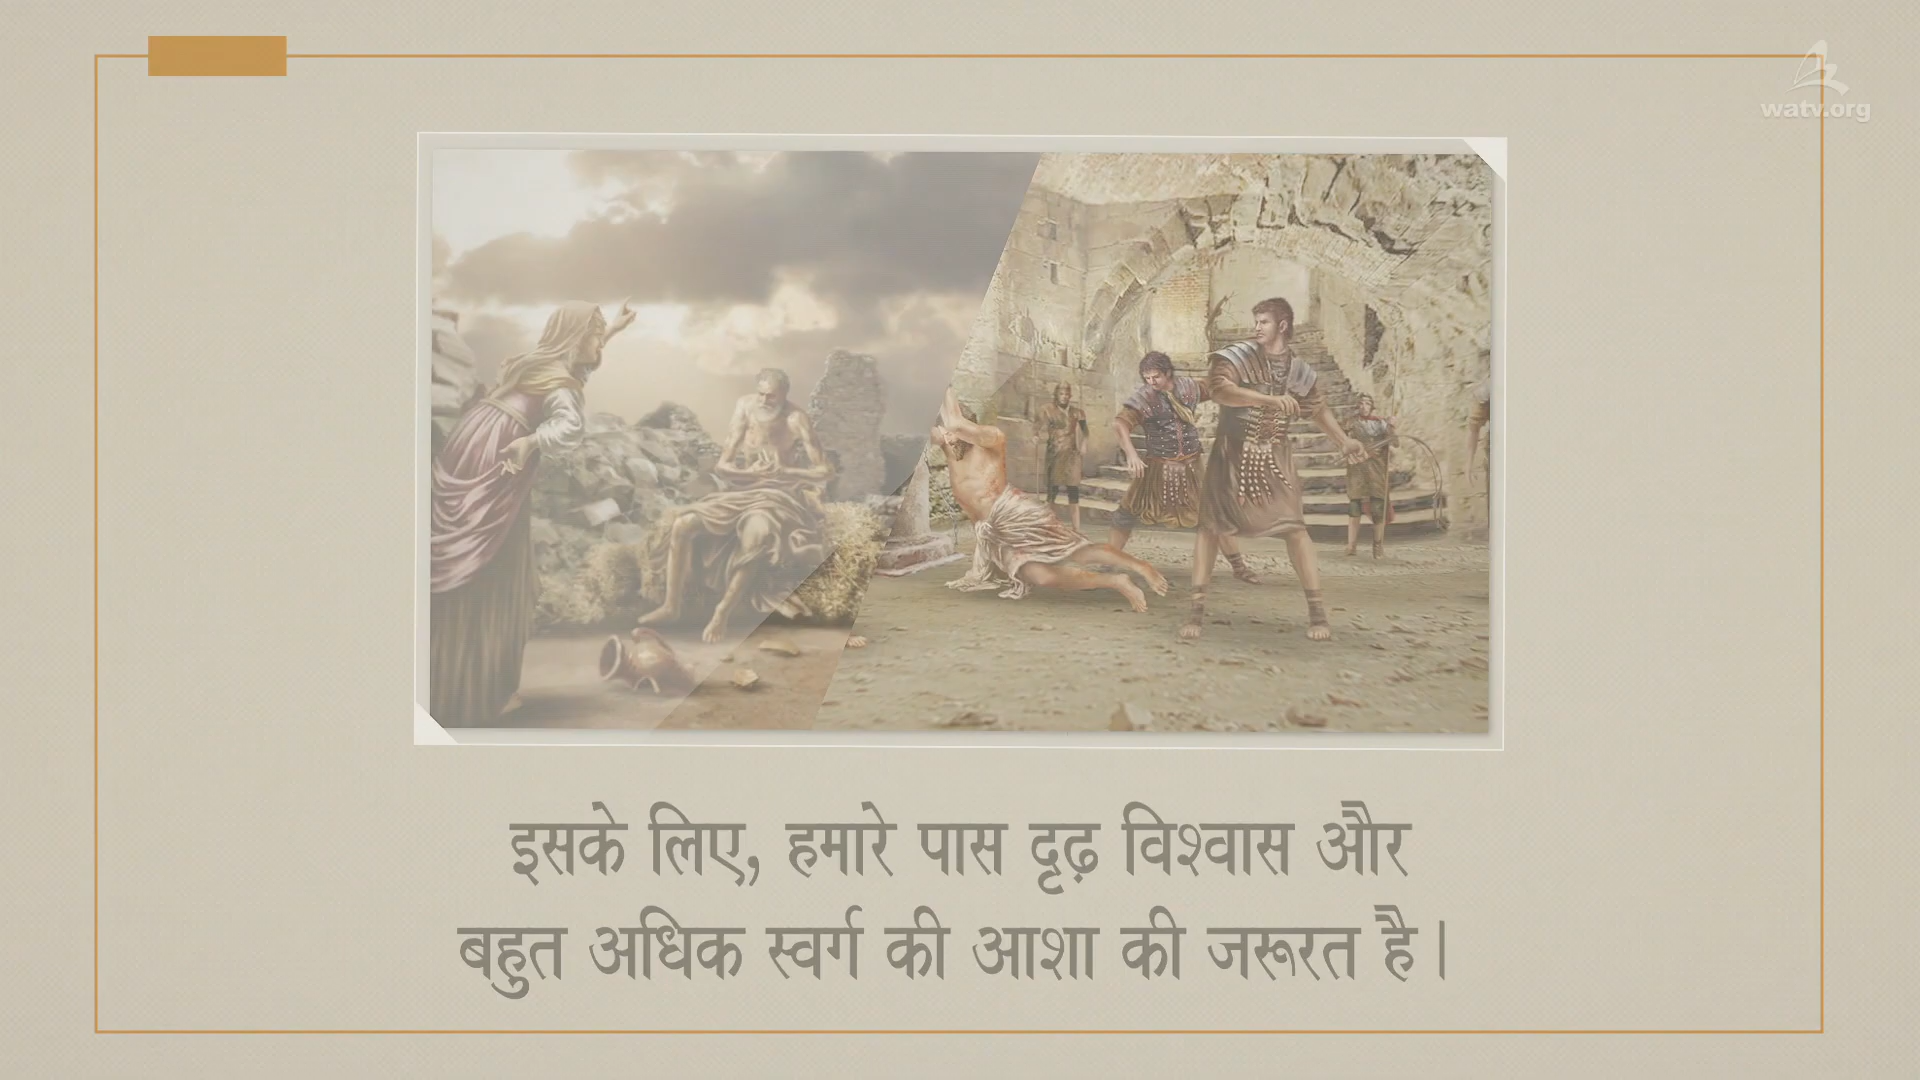 watv.org
इसके लिए, हमारे पास दृढ़ विश्वास और
बहुत अधिक स्वर्ग की आशा की जरूरत है।